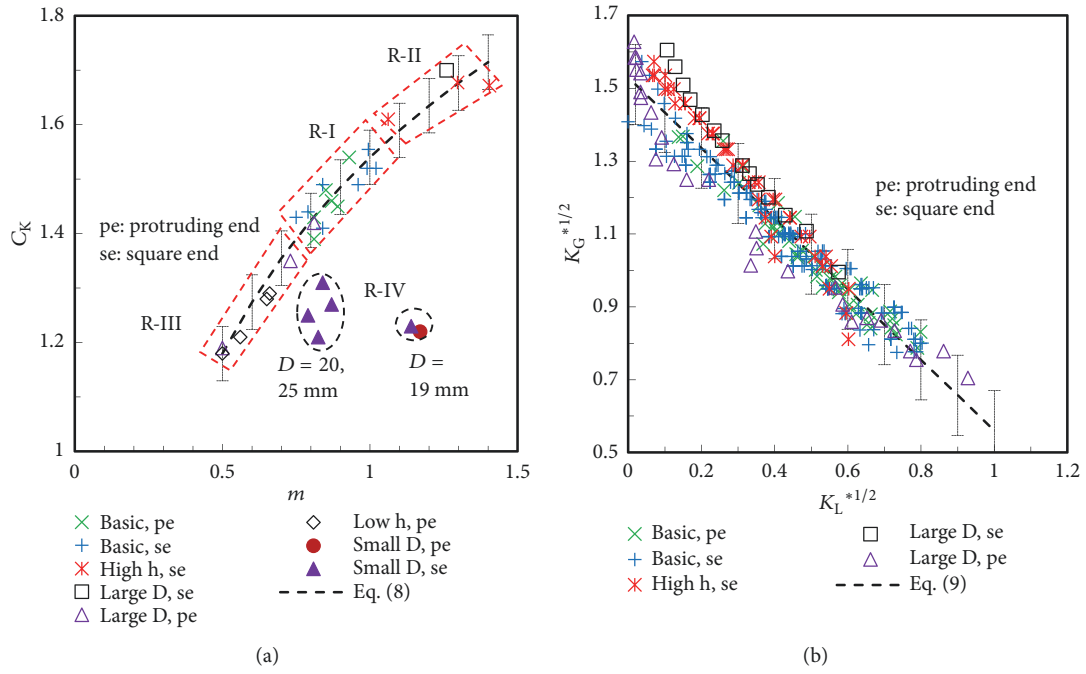 1.8
1.6
1.4
1.2
1
C_K
0
0.5
1
1.5
m
R-II
R-I
R-III
R-IV
pe: protruding end
se: square end
D = 20,
25 mm
D =
19 mm
Basic, pe
Basic, se
High h, se
Large D, se
Large D, pe
Low h, pe
Small D, pe
Small D, se
Eq. (8)
(a)
1.7
1.5
1.3
1.1
0.9
0.7
0.5
K_G*1/2
0
0.2
0.4
0.6
0.8
1
1.2
K_L*1/2
pe: protruding end
se: square end
Basic, pe
Basic, se
High h, se
Large D, se
Large D, pe
Eq. (9)
(b)